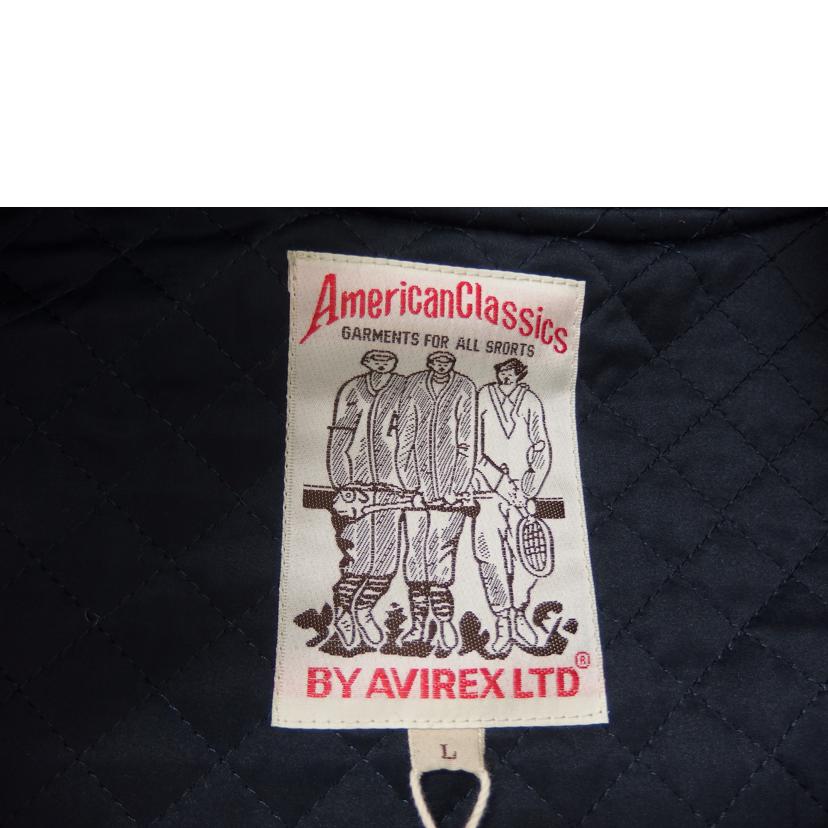 AmericanClassics
GARMENTS FOR ALL SRORTS
BY AVIREX LTD®
L